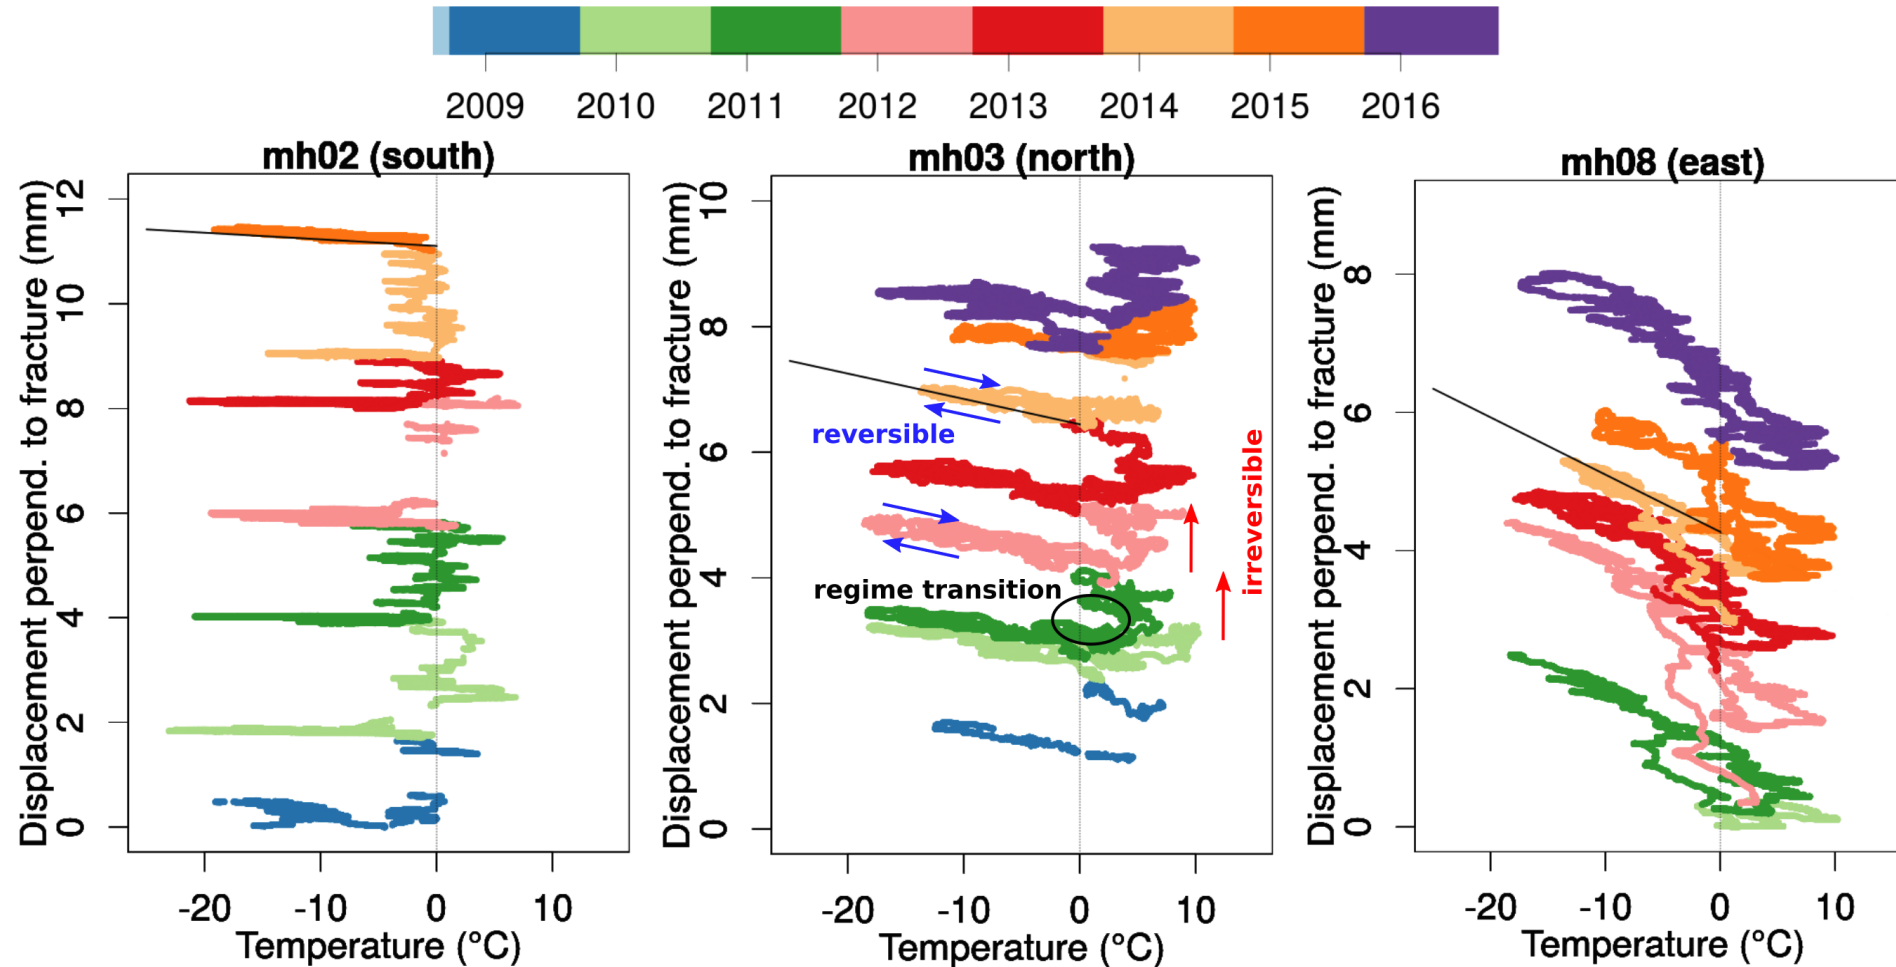 2009 2010 2011 2012 2013 2014 2015 2016
mh02 (south)
Displacement perpend. to fracture (mm)
0 2 4 6 8 10 12
-20 -10 0 10
Temperature (°C)
mh03 (north)
Displacement perpend. to fracture (mm)
0 2 4 6 8 10
reversible
regime transition
irreversible
-20 -10 0 10
Temperature (°C)
mh08 (east)
Displacement perpend. to fracture (mm)
0 2 4 6 8
-20 -10 0 10
Temperature (°C)